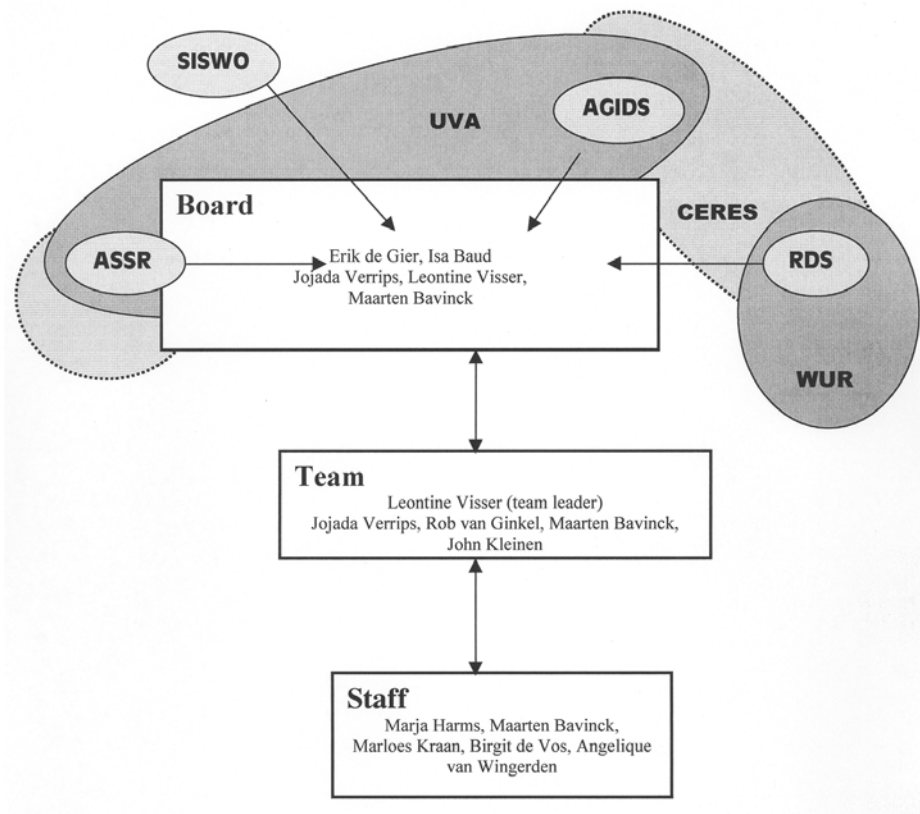 SISWO
UVA
AGIDS
Board
CERES
ASSR
Erik de Gier, Isa Baud
Jojada Verrips, Leontine Visser,
Maarten Bavinck
RDS
WUR
Team
Leontine Visser (team leader)
Jojada Verrips, Rob van Ginkel, Maarten Bavinck,
John Kleinen
Staff
Marja Harms, Maarten Bavinck,
Marloes Kraan, Birgit de Vos, Angelique
van Wingerden